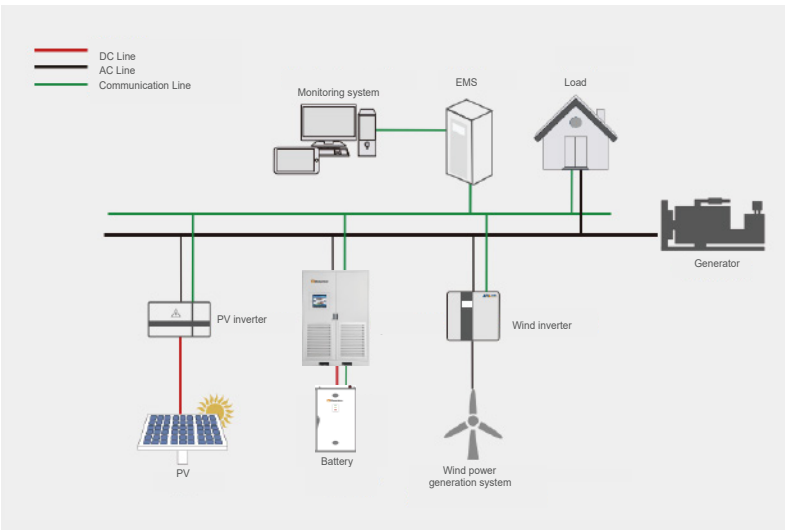 DC Line
AC Line
Communication Line
Monitoring system
EMS
Load
Generator
PV inverter
Wind inverter
PV
Battery
Wind power
generation system